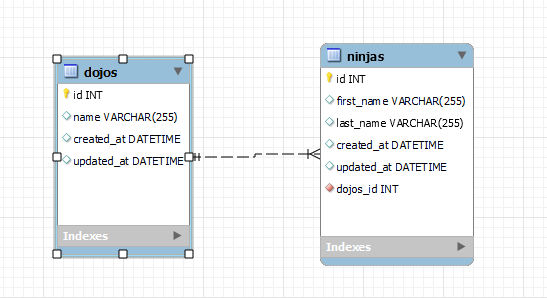 dojos
id INT
name VARCHAR(255)
created_at DATETIME
updated_at DATETIME
Indexes
ninjas
id INT
first_name VARCHAR(255)
last_name VARCHAR(255)
created_at DATETIME
updated_at DATETIME
dojos_id INT
Indexes